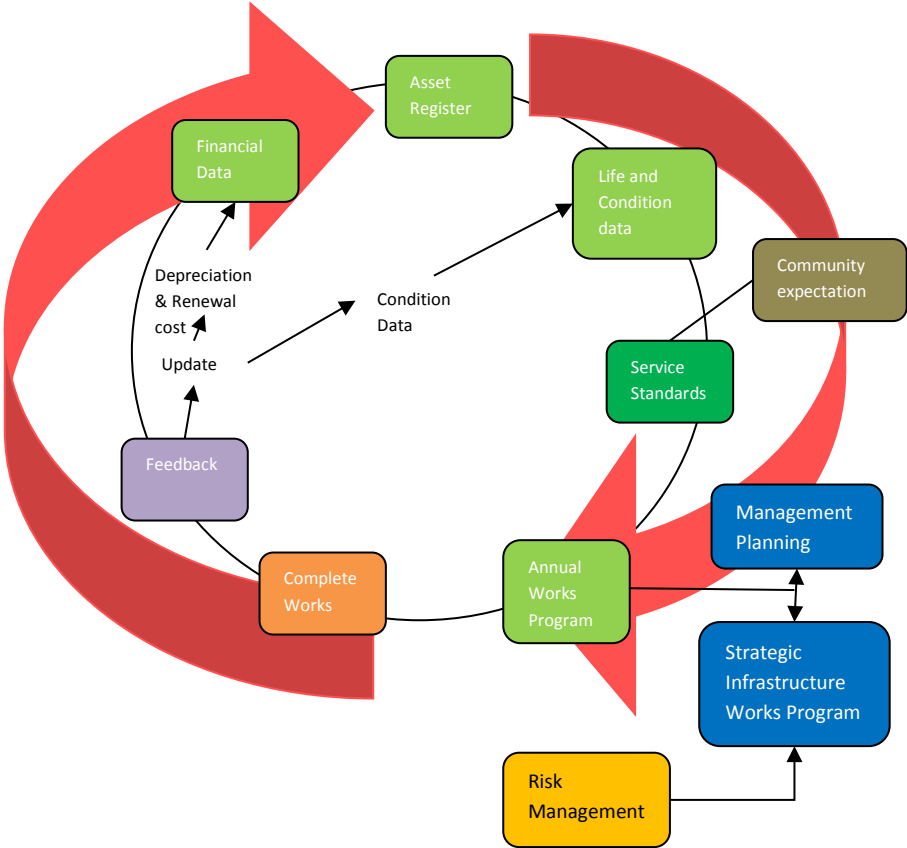 Asset
Register
Financial
Data
Life and
Condition
data
Community
expectation
Depreciation
& Renewal
cost
Condition
Data
Update
Service
Standards
Feedback
Management
Planning
Annual
Works
Program
Complete
Works
Strategic
Infrastructure
Works Program
Risk
Management